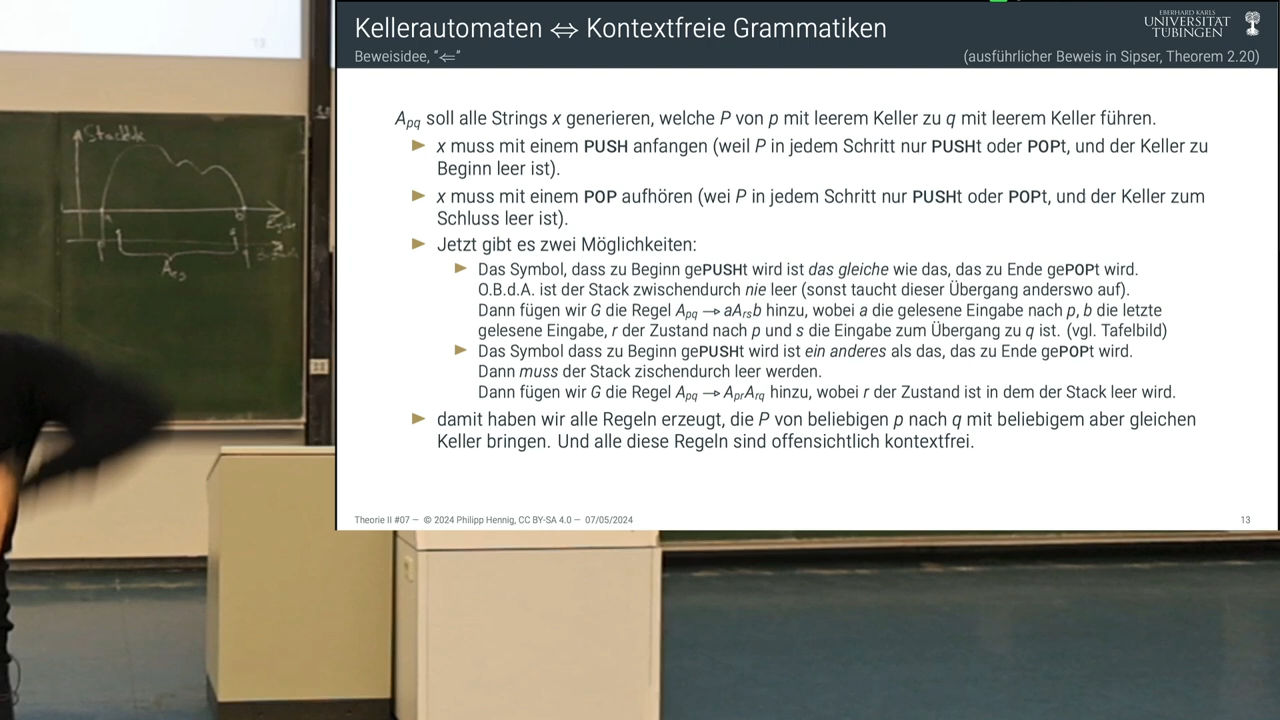 Kellerautomaten ⇔ Kontextfreie Grammatiken
Beweisidee, "⇐"
(ausführlicher Beweis in Sipser, Theorem 2.20)
EBERHARD KARLS
UNIVERSITÄT
TÜBINGEN
A_pq soll alle Strings x generieren, welche P von p mit leerem Keller zu q mit leerem Keller führen.
► x muss mit einem PUSH anfangen (weil P in jedem Schritt nur PUSHt oder POPt, und der Keller zu
Beginn leer ist).
► x muss mit einem POP aufhören (wei P in jedem Schritt nur PUSHt oder POPt, und der Keller zum
Schluss leer ist).
► Jetzt gibt es zwei Möglichkeiten:
► Das Symbol, dass zu Beginn gePUSHt wird ist das gleiche wie das, das zu Ende gePOPt wird.
O.B.d.A. ist der Stack zwischendurch nie leer (sonst taucht dieser Übergang anderswo auf).
Dann fügen wir G die Regel A_pq → aA_rsb hinzu, wobei a die gelesene Eingabe nach p, b die letzte
gelesene Eingabe, r der Zustand nach p und s die Eingabe zum Übergang zu q ist. (vgl. Tafelbild)
► Das Symbol dass zu Beginn gePUSHt wird ist ein anderes als das, das zu Ende gePOPt wird.
Dann muss der Stack zischendurch leer werden.
Dann fügen wir G die Regel A_pq → A_prA_rq hinzu, wobei r der Zustand ist in dem der Stack leer wird.
► damit haben wir alle Regeln erzeugt, die P von beliebigen p nach q mit beliebigem aber gleichen
Keller bringen. Und alle diese Regeln sind offensichtlich kontextfrei.
Theorie II #07 — © 2024 Philipp Hennig, CC BY-SA 4.0 — 07/05/2024
13